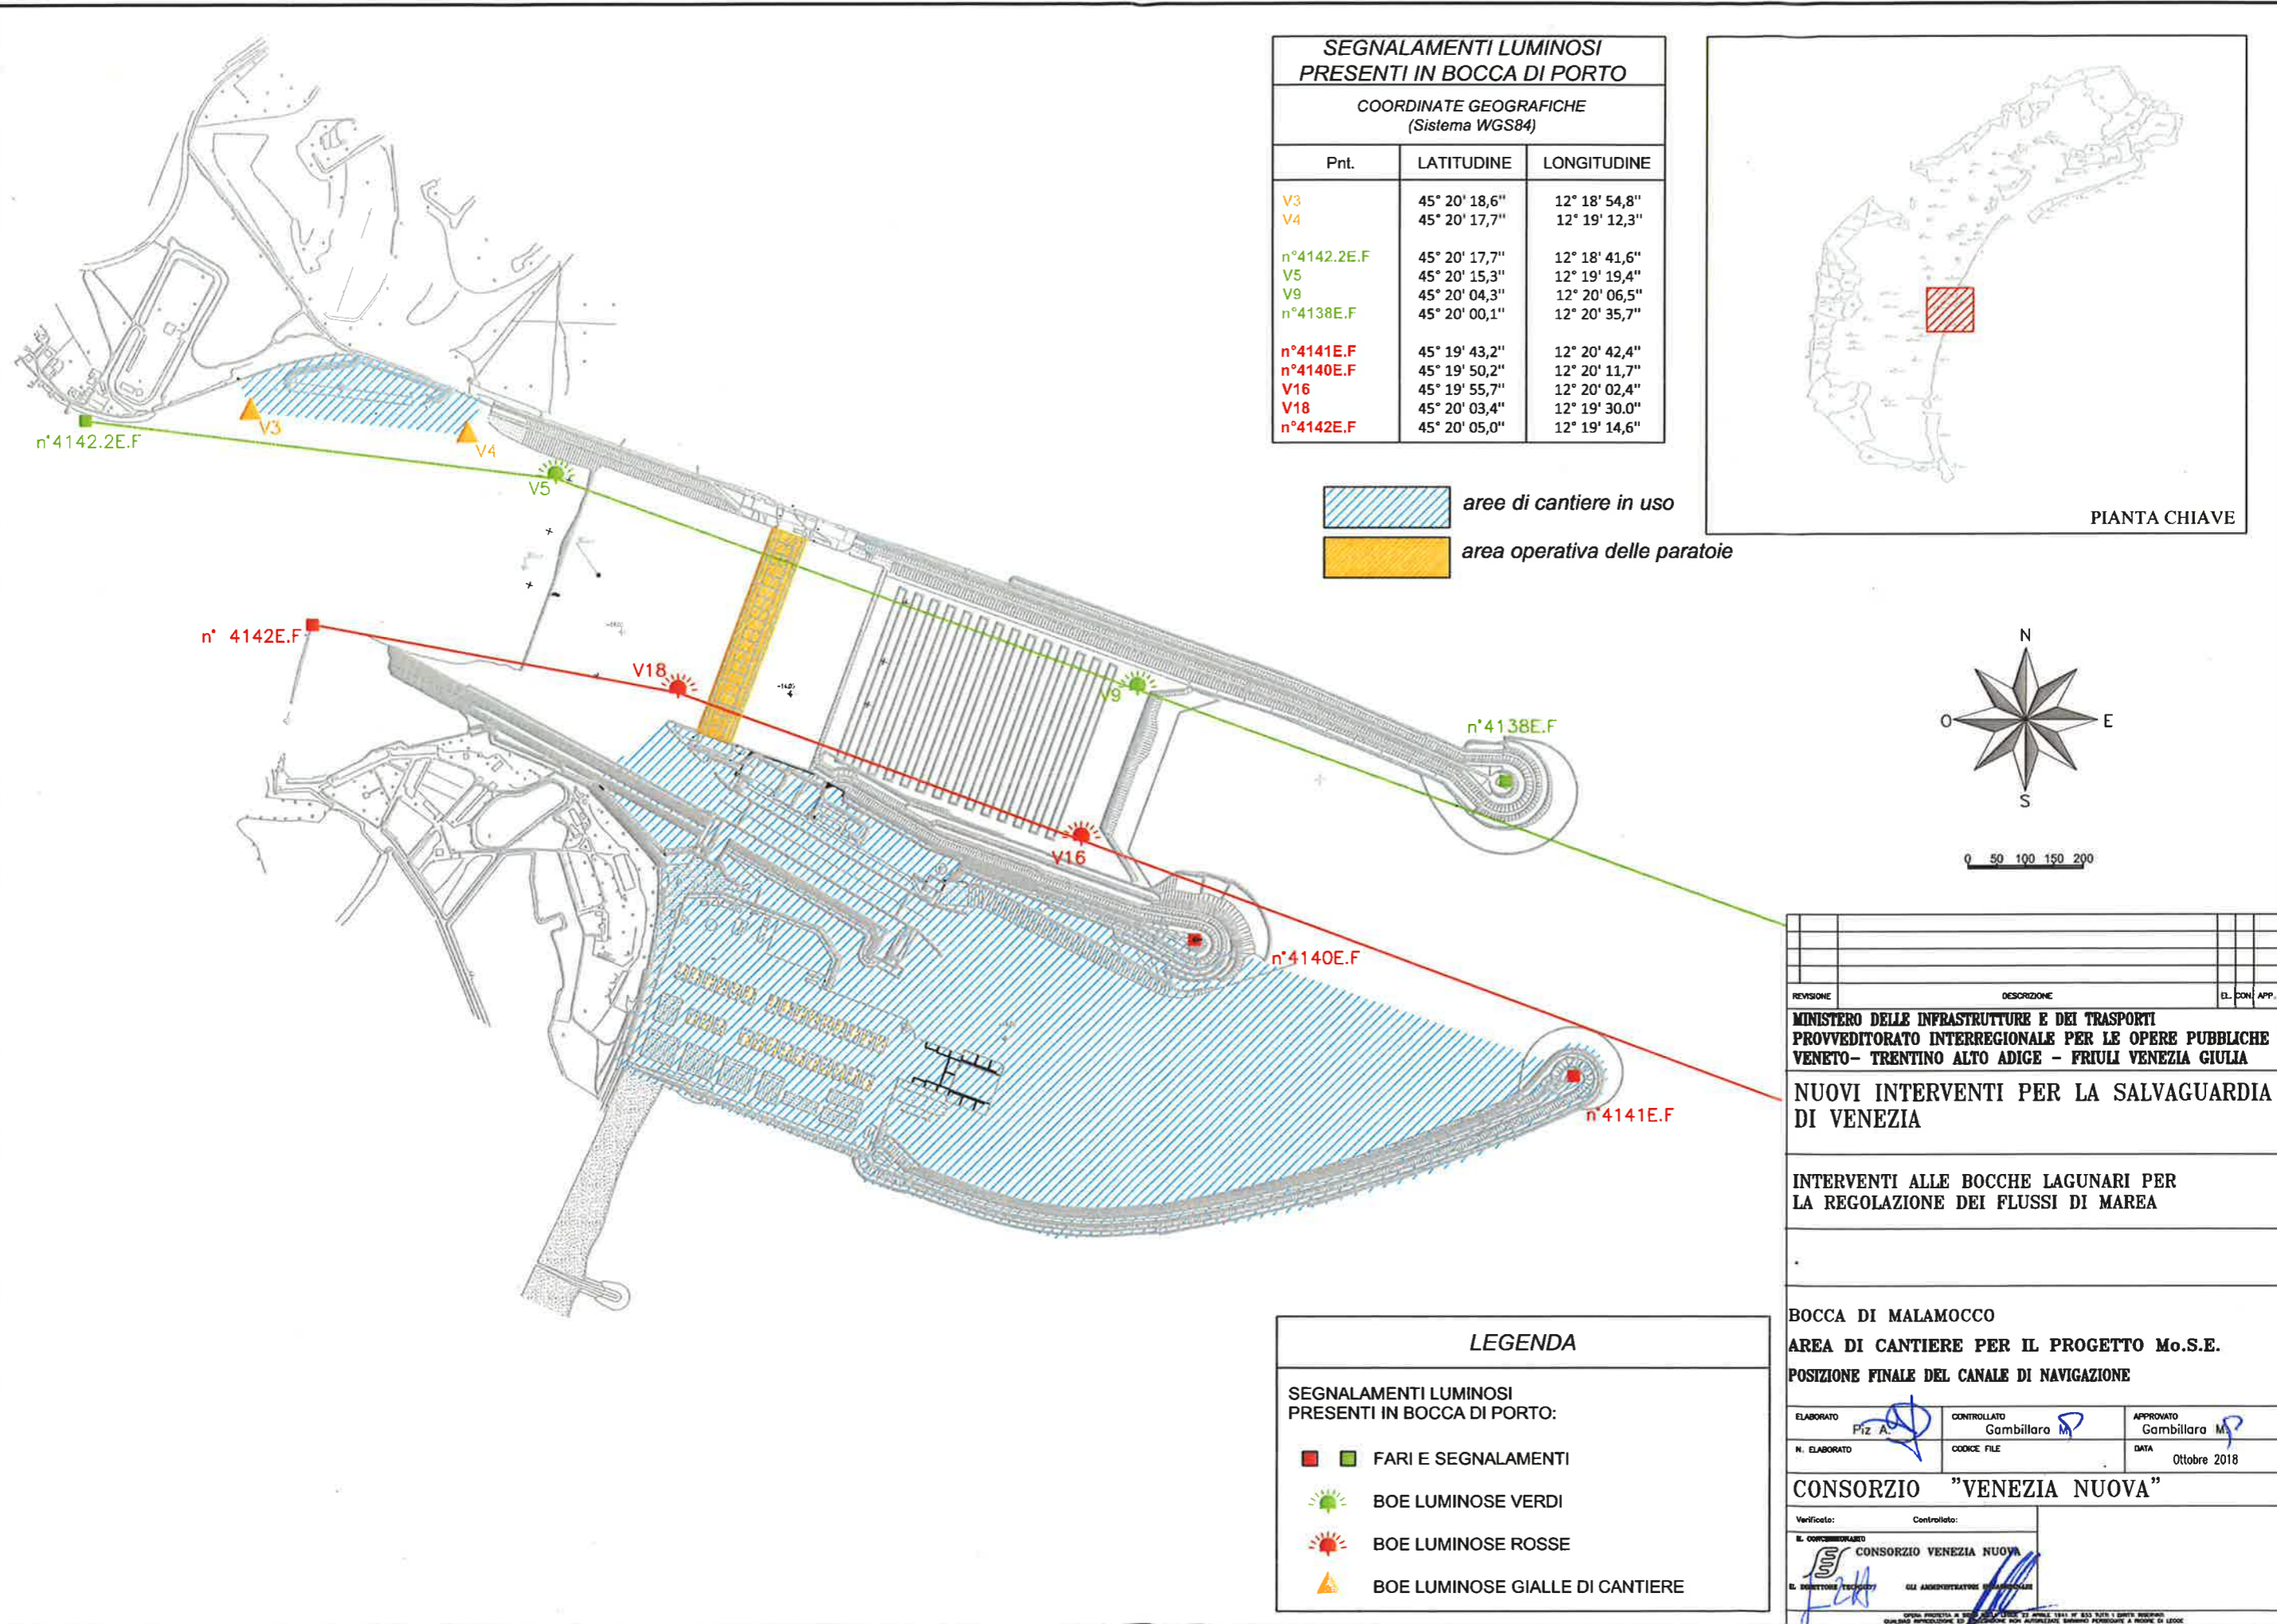 SEGNALAMENTI LUMINOSI
PRESENTI IN BOCCA DI PORTO
COORDINATE GEOGRAFICHE
(Sistema WGS84)
Pnt. LATITUDINE LONGITUDINE
V3 45° 20' 18,6" 12° 18' 54,8"
V4 45° 20' 17,7" 12° 19' 12,3"
n°4142.2E.F 45° 20' 17,7" 12° 18' 41,6"
V5 45° 20' 15,3" 12° 19' 19,4"
V9 45° 20' 04,3" 12° 20' 06,5"
n°4138E.F 45° 20' 00,1" 12° 20' 35,7"
n°4141E.F 45° 19' 43,2" 12° 20' 42,4"
n°4140E.F 45° 19' 50,2" 12° 20' 11,7"
V16 45° 19' 55,7" 12° 20' 02,4"
V18 45° 20' 03,4" 12° 19' 30.0"
n°4142E.F 45° 20' 05,0" 12° 19' 14,6"
aree di cantiere in uso
area operativa delle paratoie
PIANTA CHIAVE
n°4142.2E.F
V3
V4
V5
n° 4142E.F
V18
V9
V16
n°4138E.F
n°4140E.F
n°4141E.F
N
O
E
S
0 50 100 150 200
REVISIONE DESCRIZIONE EL. CON. APP.
MINISTERO DELLE INFRASTRUTTURE E DEI TRASPORTI
PROVVEDITORATO INTERREGIONALE PER LE OPERE PUBBLICHE
VENETO- TRENTINO ALTO ADIGE - FRIULI VENEZIA GIULIA
NUOVI INTERVENTI PER LA SALVAGUARDIA
DI VENEZIA
INTERVENTI ALLE BOCCHE LAGUNARI PER
LA REGOLAZIONE DEI FLUSSI DI MAREA
BOCCA DI MALAMOCCO
AREA DI CANTIERE PER IL PROGETTO Mo.S.E.
POSIZIONE FINALE DEL CANALE DI NAVIGAZIONE
ELABORATO CONTROLLATO APPROVATO
Piz A. Gambillara M. Gambillara M.
N. ELABORATO CODICE FILE DATA
Ottobre 2018
CONSORZIO "VENEZIA NUOVA"
Verificato: Controllato:
IL CONCESSIONARIO
CONSORZIO VENEZIA NUOVA
IL DIRETTORE TECNICO GLI AMMINISTRATORI
LEGENDA
SEGNALAMENTI LUMINOSI
PRESENTI IN BOCCA DI PORTO:
FARI E SEGNALAMENTI
BOE LUMINOSE VERDI
BOE LUMINOSE ROSSE
BOE LUMINOSE GIALLE DI CANTIERE